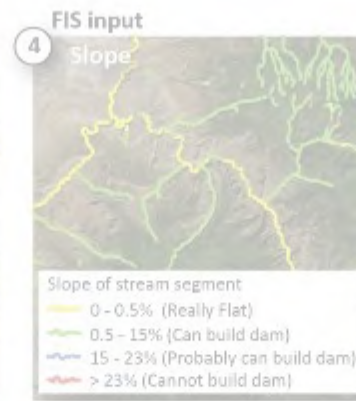 FIS input
4
Slope
Slope of stream segment
0 - 0.5% (Really Flat)
0.5 - 15% (Can build dam)
15 - 23% (Probably can build dam)
> 23% (Cannot build dam)